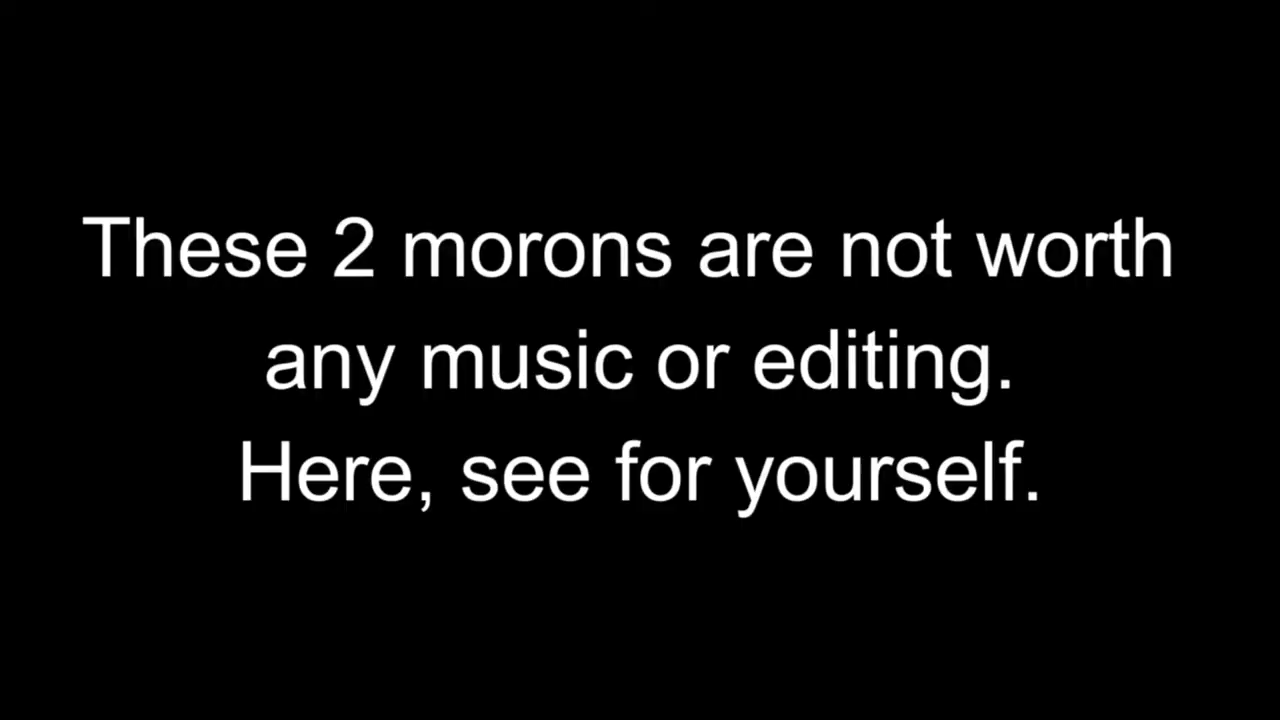 These 2 morons are not worth
any music or editing.
Here, see for yourself.